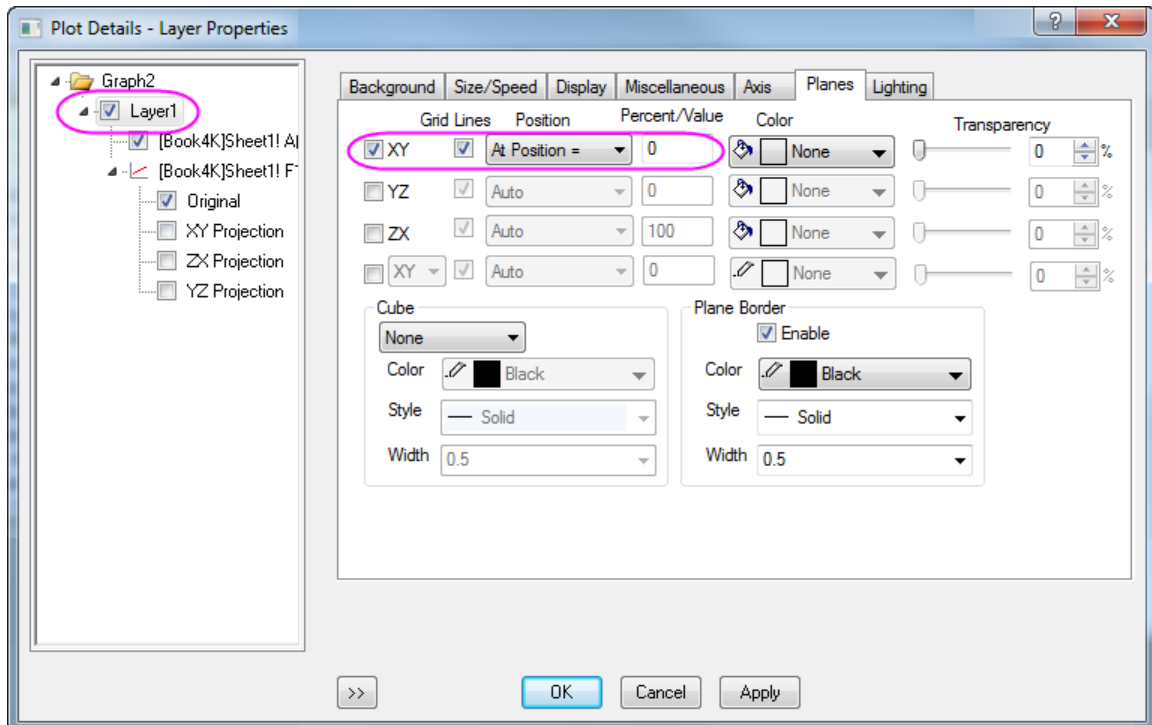 Plot Details - Layer Properties
Graph2
Layer1
[Book4K]Sheet1! A
[Book4K]Sheet1! F
Original
XY Projection
ZX Projection
YZ Projection
Background Size/Speed Display Miscellaneous Axis Planes Lighting
Grid Lines Position Percent/Value Color Transparency
XY At Position = 0 None 0 %
YZ Auto 0 None 0 %
ZX Auto 100 None 0 %
XY Auto 0 None 0 %
Cube Plane Border
None Enable
Color Black Color Black
Style Solid Style Solid
Width 0.5 Width 0.5
>> OK Cancel Apply